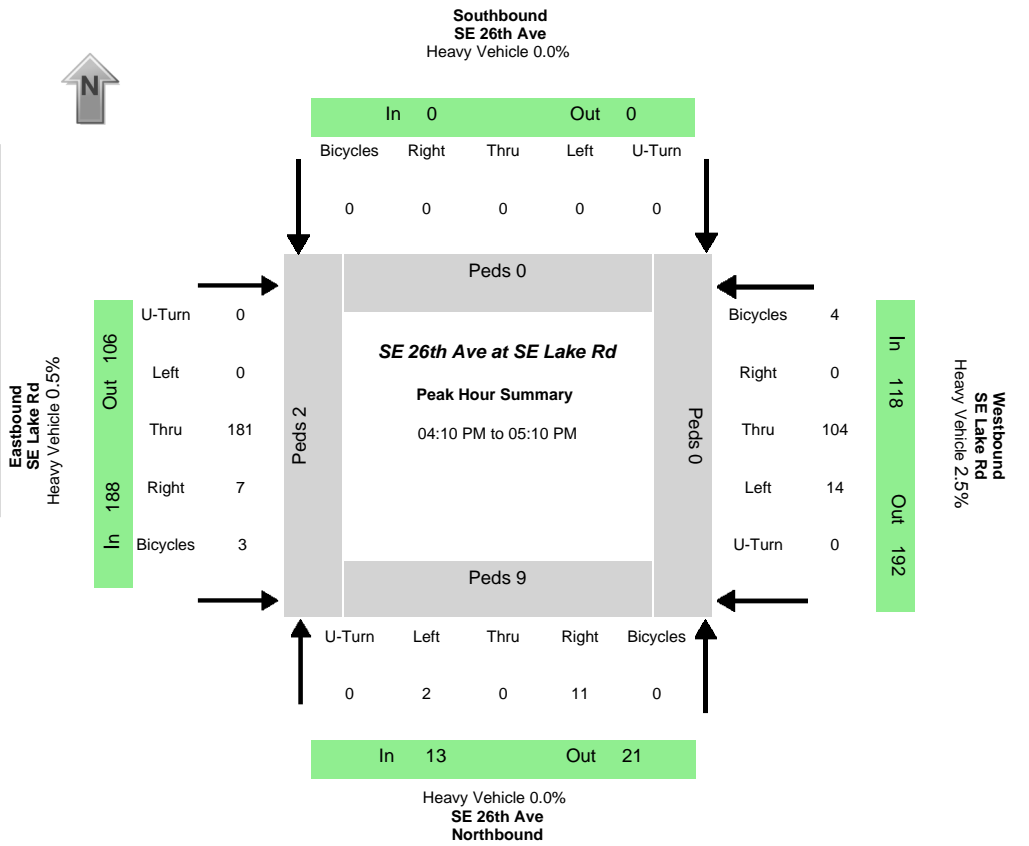 Southbound
SE 26th Ave
Heavy Vehicle 0.0%
N
In 0 Out 0
Bicycles Right Thru Left U-Turn
0 0 0 0 0
Peds 0
Eastbound
SE Lake Rd
Heavy Vehicle 0.5%
Out 106
In 188
U-Turn 0
Left 0
Thru 181
Right 7
Bicycles 3
Peds 2
SE 26th Ave at SE Lake Rd
Peak Hour Summary
04:10 PM to 05:10 PM
Peds 0
Bicycles 4
Right 0
Thru 104
Left 14
U-Turn 0
In 118
Out 192
Westbound
SE Lake Rd
Heavy Vehicle 2.5%
Peds 9
U-Turn Left Thru Right Bicycles
0 2 0 11 0
In 13 Out 21
Heavy Vehicle 0.0%
SE 26th Ave
Northbound